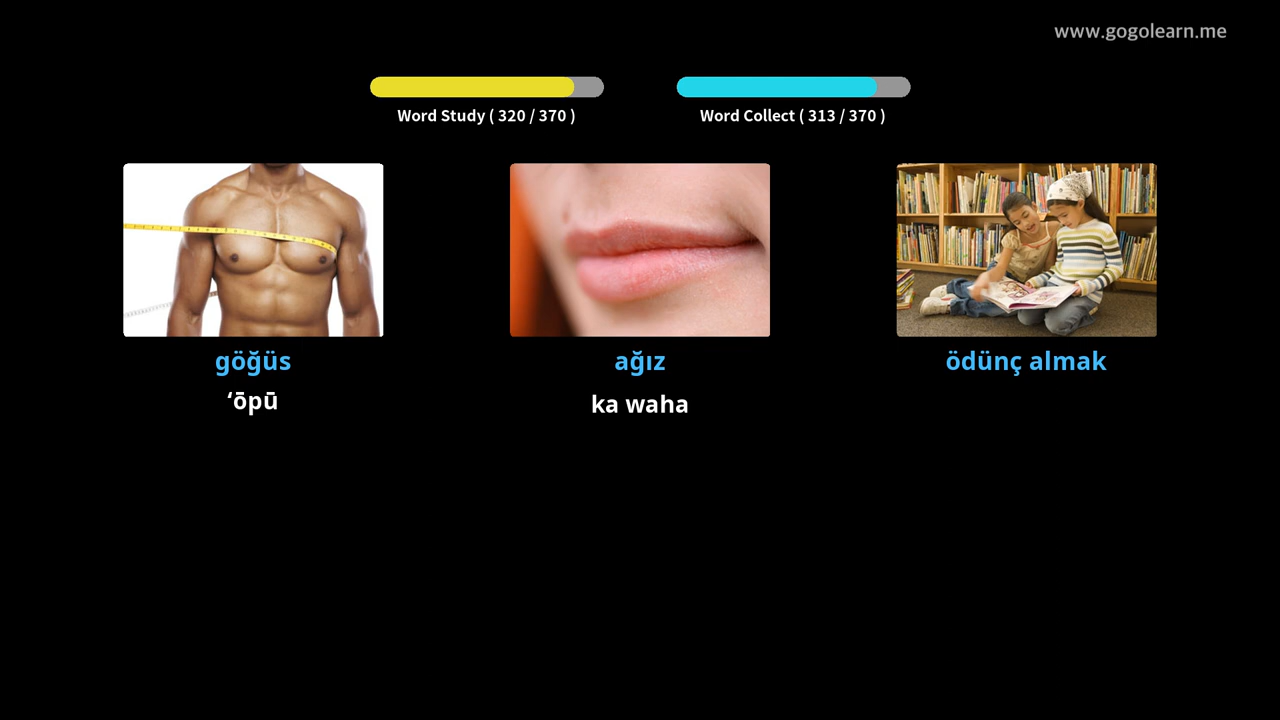 www.gogolearn.me
Word Study ( 320 / 370 )
Word Collect ( 313 / 370 )
göğüs
ağız
ödünç almak
ʻōpū
ka waha